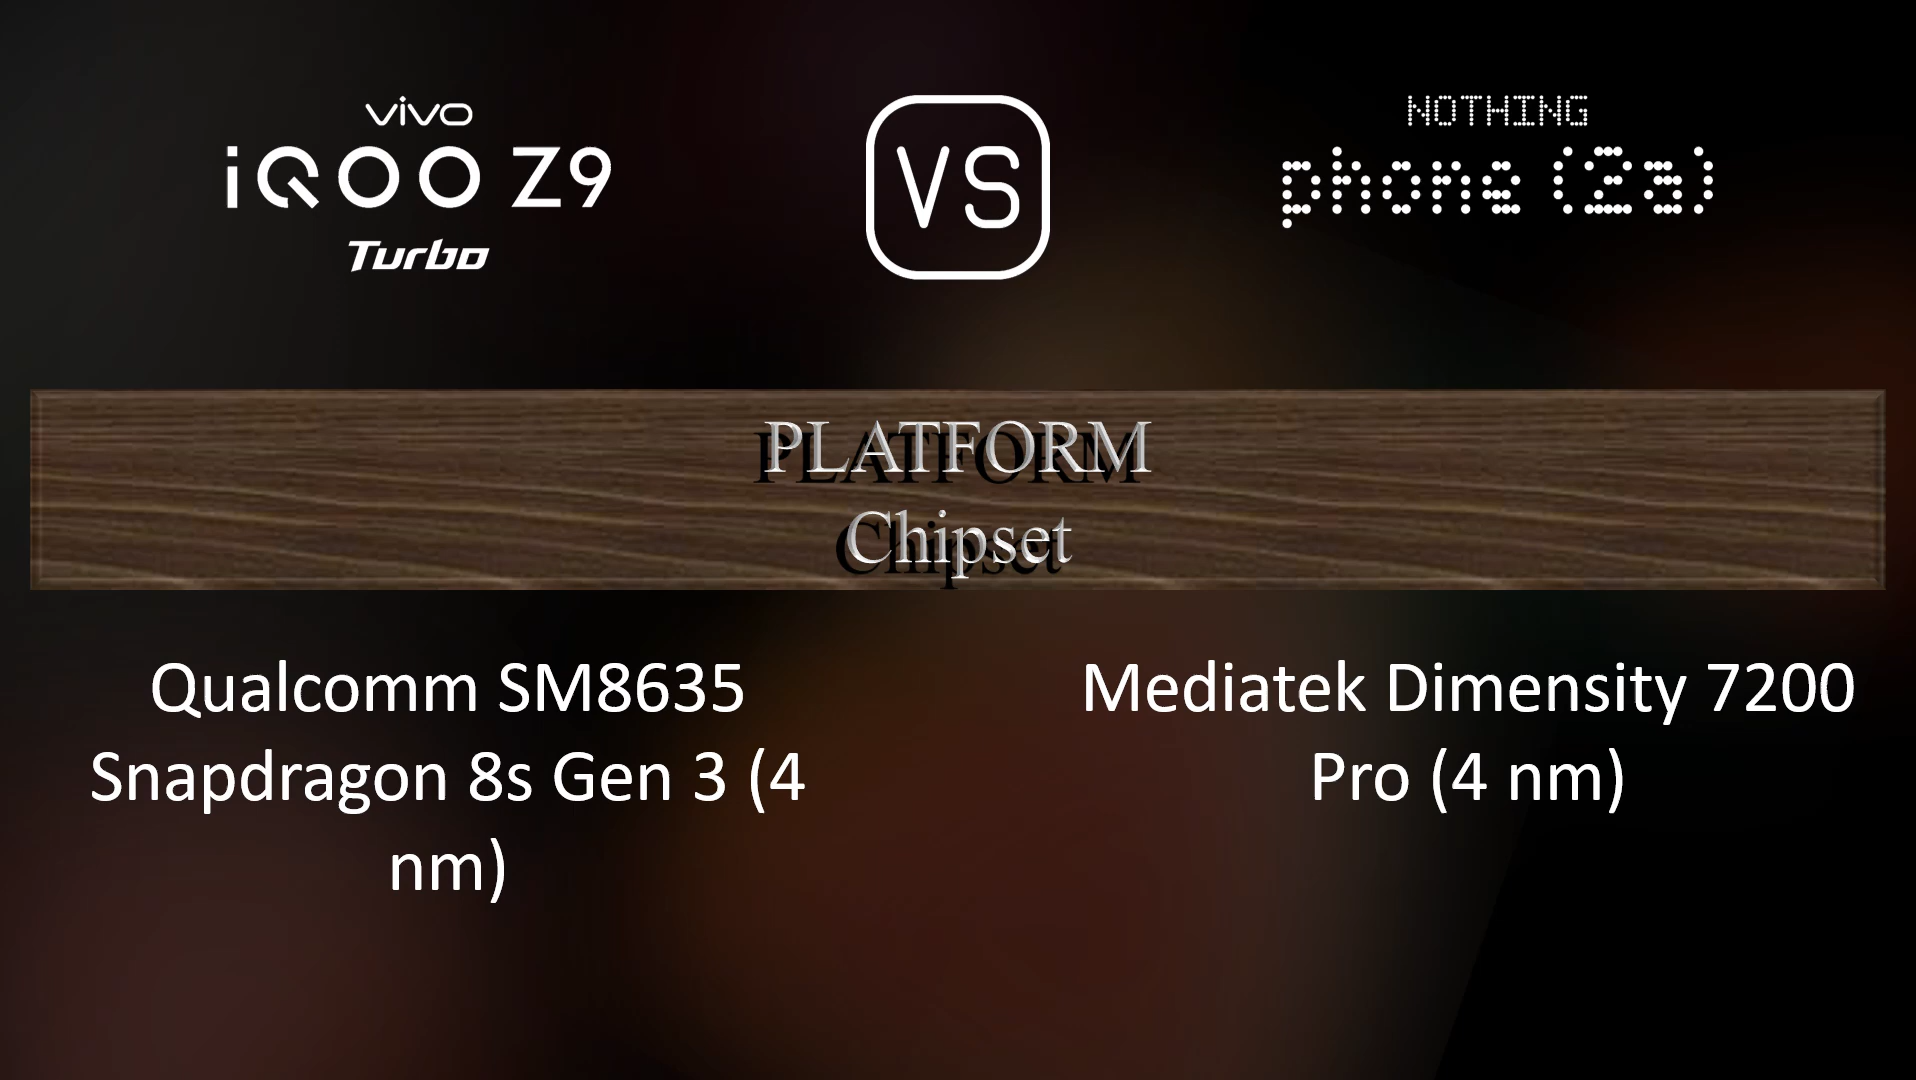 vivo
iQOO Z9
Turbo
VS
NOTHING
phone (2a)
PLATFORM
Chipset
Qualcomm SM8635
Snapdragon 8s Gen 3 (4
nm)
Mediatek Dimensity 7200
Pro (4 nm)